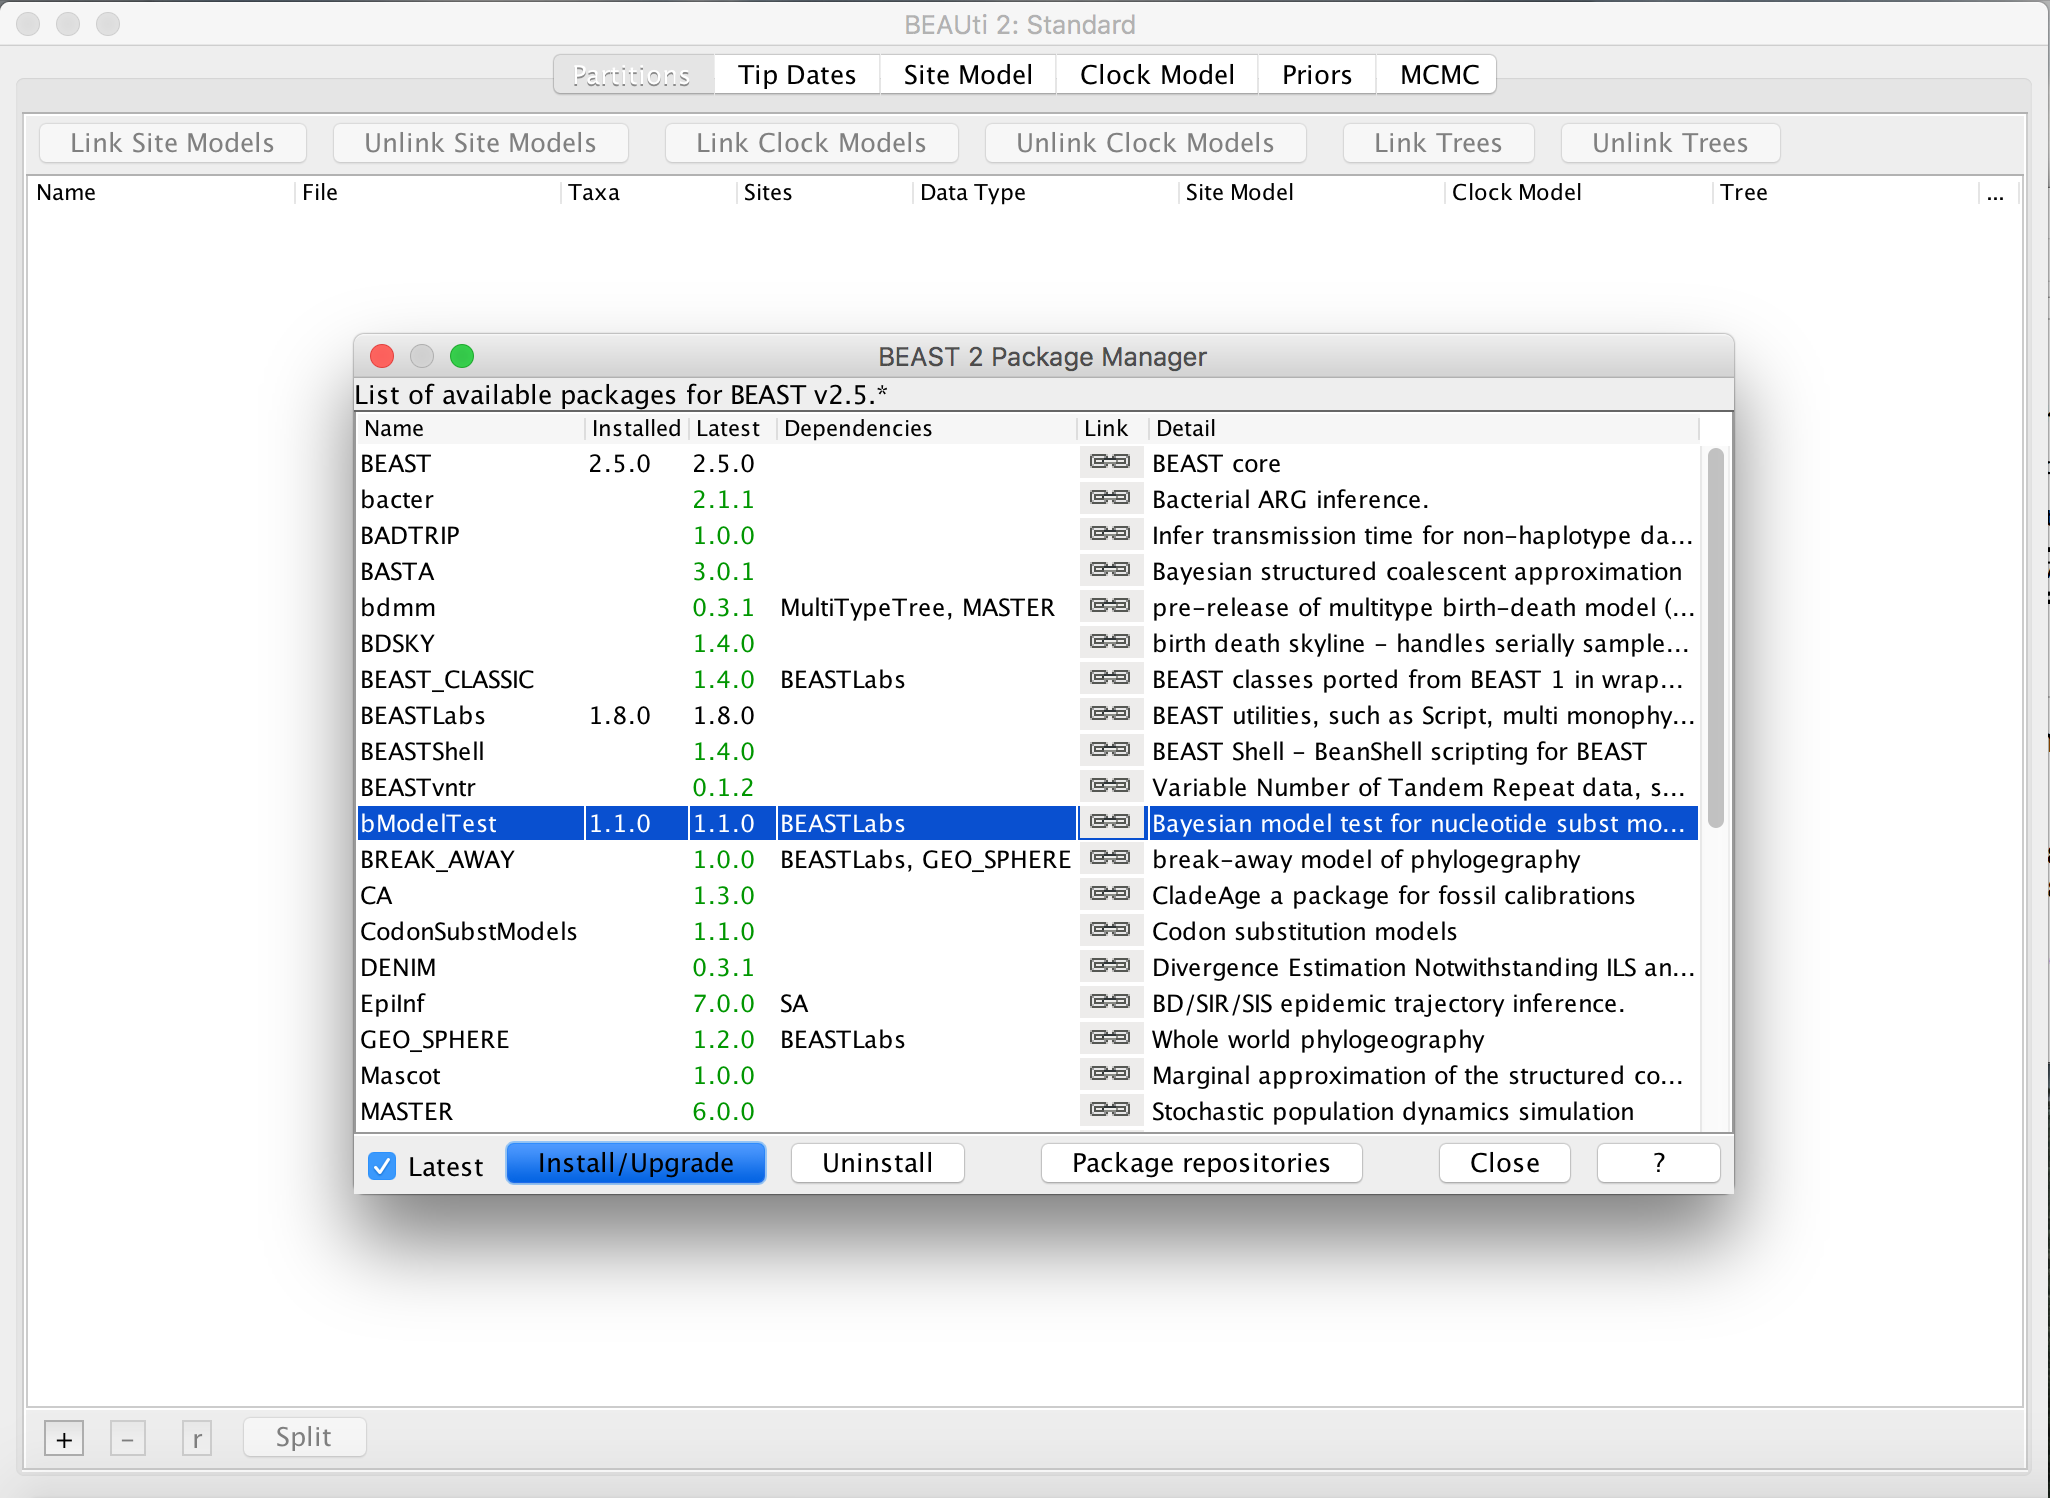 BEAUti 2: Standard
Partitions Tip Dates Site Model Clock Model Priors MCMC
Link Site Models Unlink Site Models Link Clock Models Unlink Clock Models Link Trees Unlink Trees
Name File Taxa Sites Data Type Site Model Clock Model Tree ...
BEAST 2 Package Manager
List of available packages for BEAST v2.5.*
Name Installed Latest Dependencies Link Detail
BEAST 2.5.0 2.5.0 BEAST core
bacter 2.1.1 Bacterial ARG inference.
BADTRIP 1.0.0 Infer transmission time for non-haplotype da...
BASTA 3.0.1 Bayesian structured coalescent approximation
bdmm 0.3.1 MultiTypeTree, MASTER pre-release of multitype birth-death model (...
BDSKY 1.4.0 birth death skyline - handles serially sample...
BEAST_CLASSIC 1.4.0 BEASTLabs BEAST classes ported from BEAST 1 in wrap...
BEASTLabs 1.8.0 1.8.0 BEAST utilities, such as Script, multi monophy...
BEASTShell 1.4.0 BEAST Shell - BeanShell scripting for BEAST
BEASTvntr 0.1.2 Variable Number of Tandem Repeat data, s...
bModelTest 1.1.0 1.1.0 BEASTLabs Bayesian model test for nucleotide subst mo...
BREAK_AWAY 1.0.0 BEASTLabs, GEO_SPHERE break-away model of phylogegraphy
CA 1.3.0 CladeAge a package for fossil calibrations
CodonSubstModels 1.1.0 Codon substitution models
DENIM 0.3.1 Divergence Estimation Notwithstanding ILS an...
EpiInf 7.0.0 SA BD/SIR/SIS epidemic trajectory inference.
GEO_SPHERE 1.2.0 BEASTLabs Whole world phylogeography
Mascot 1.0.0 Marginal approximation of the structured co...
MASTER 6.0.0 Stochastic population dynamics simulation
Latest Install/Upgrade Uninstall Package repositories Close ?
+ - r Split